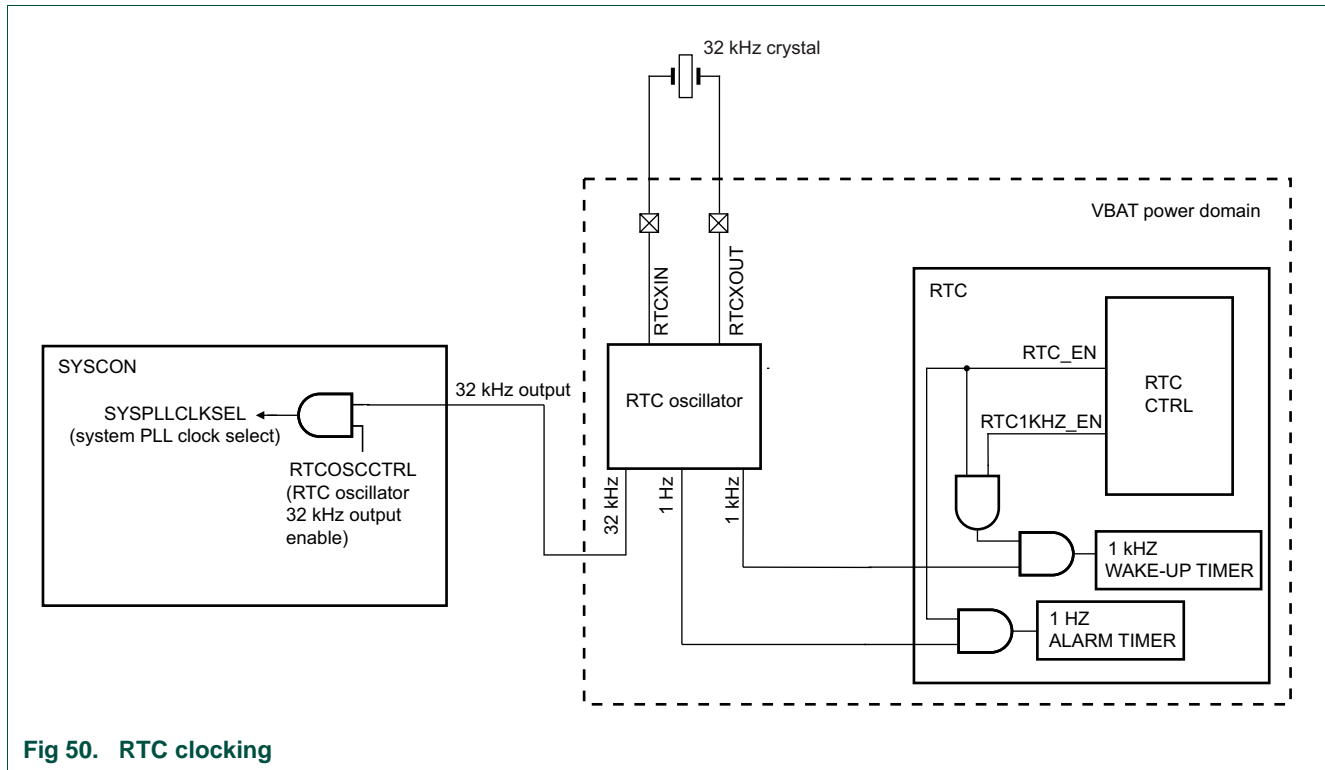 32 kHz crystal
VBAT power domain
RTCXIN
RTCXOUT
RTC
RTC_EN
RTC
CTRL
RTC1KHZ_EN
SYSCON
32 kHz output
RTC oscillator
SYSPLLCLKSEL
(system PLL clock select)
RTCOSCCTRL
(RTC oscillator
32 kHz output
enable)
32 kHz
1 Hz
1 kHz
1 kHZ
WAKE-UP TIMER
1 HZ
ALARM TIMER
Fig 50. RTC clocking